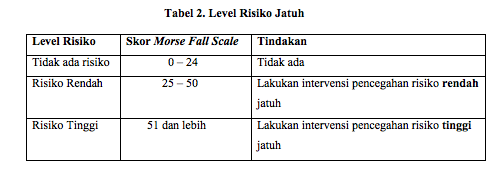 Tabel 2. Level Risiko Jatuh
Level Risiko Skor Morse Fall Scale Tindakan
Tidak ada risiko 0 – 24 Tidak ada
Risiko Rendah 25 – 50 Lakukan intervensi pencegahan risiko rendah
jatuh
Risiko Tinggi 51 dan lebih Lakukan intervensi pencegahan risiko tinggi
jatuh